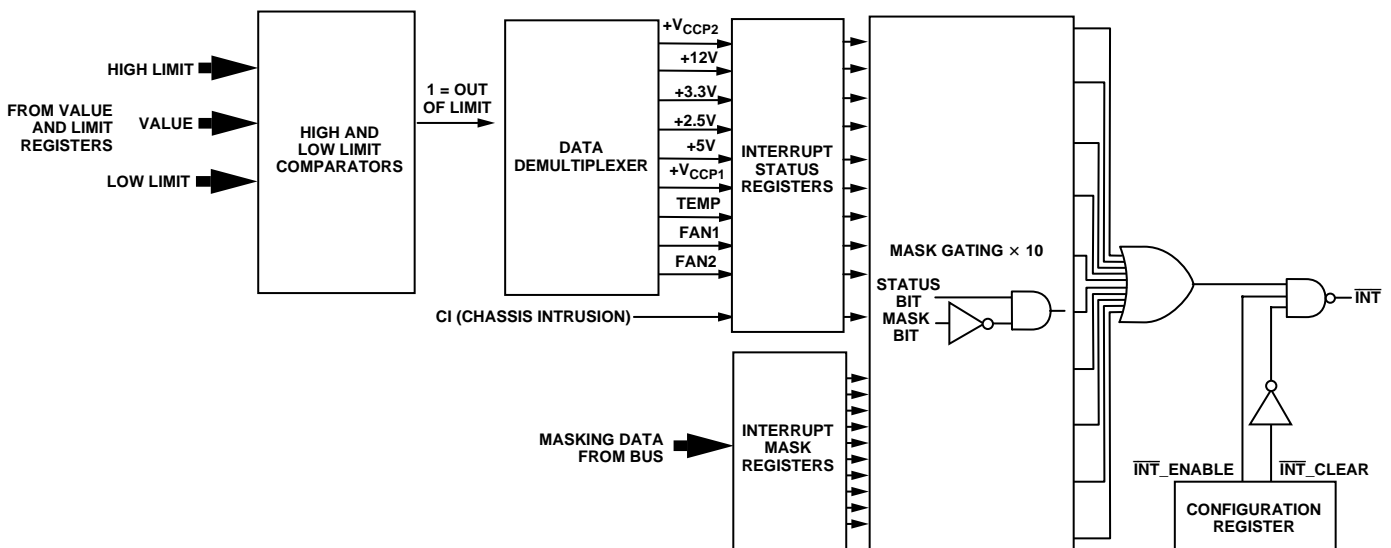 HIGH LIMIT
FROM VALUE
AND LIMIT
REGISTERS
VALUE
LOW LIMIT
HIGH AND
LOW LIMIT
COMPARATORS
1 = OUT
OF LIMIT
DATA
DEMULTIPLEXER
+VCCP2
+12V
+3.3V
+2.5V
+5V
+VCCP1
TEMP
FAN1
FAN2
CI (CHASSIS INTRUSION)
INTERRUPT
STATUS
REGISTERS
MASKING DATA
FROM BUS
INTERRUPT
MASK
REGISTERS
MASK GATING × 10
STATUS
BIT
MASK
BIT
INT
INT_ENABLE
INT_CLEAR
CONFIGURATION
REGISTER